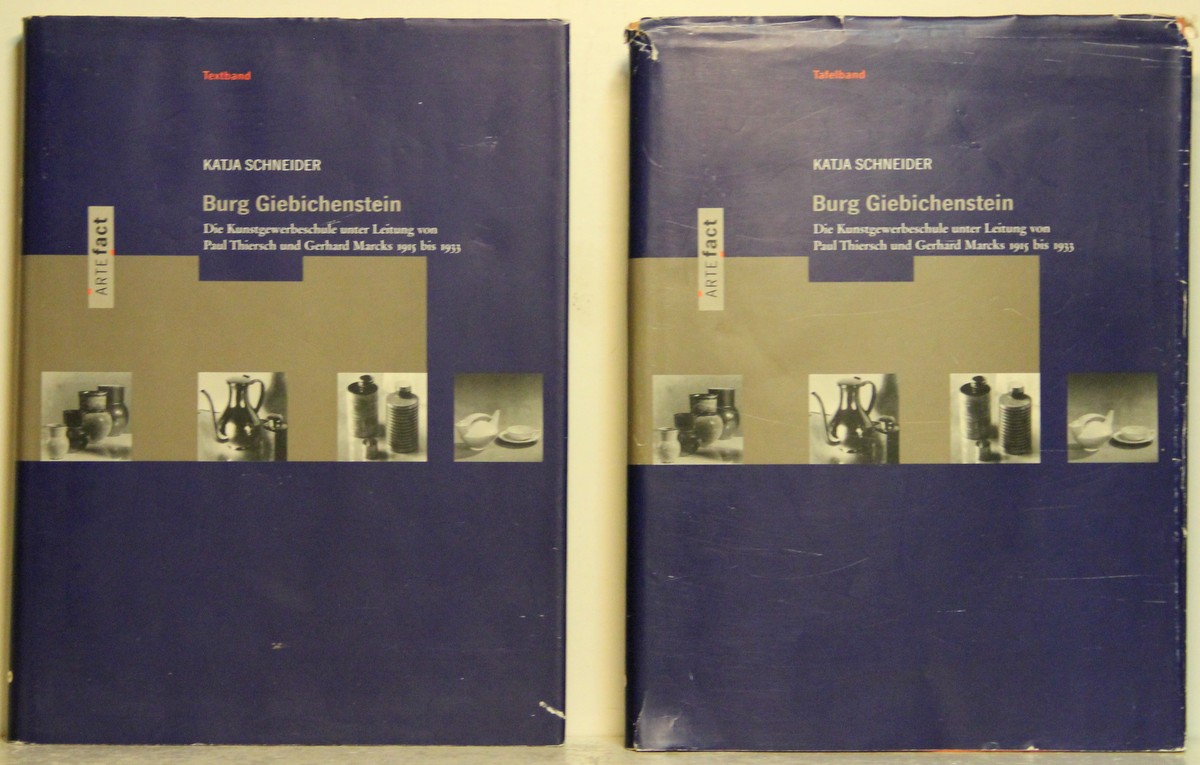 Textband
KATJA SCHNEIDER
Burg Giebichenstein
Die Kunstgewerbeschule unter Leitung von
Paul Thiersch und Gerhard Marcks 1915 bis 1933
ARTEfact
Tafelband
KATJA SCHNEIDER
Burg Giebichenstein
Die Kunstgewerbeschule unter Leitung von
Paul Thiersch und Gerhard Marcks 1915 bis 1933
ARTEfact